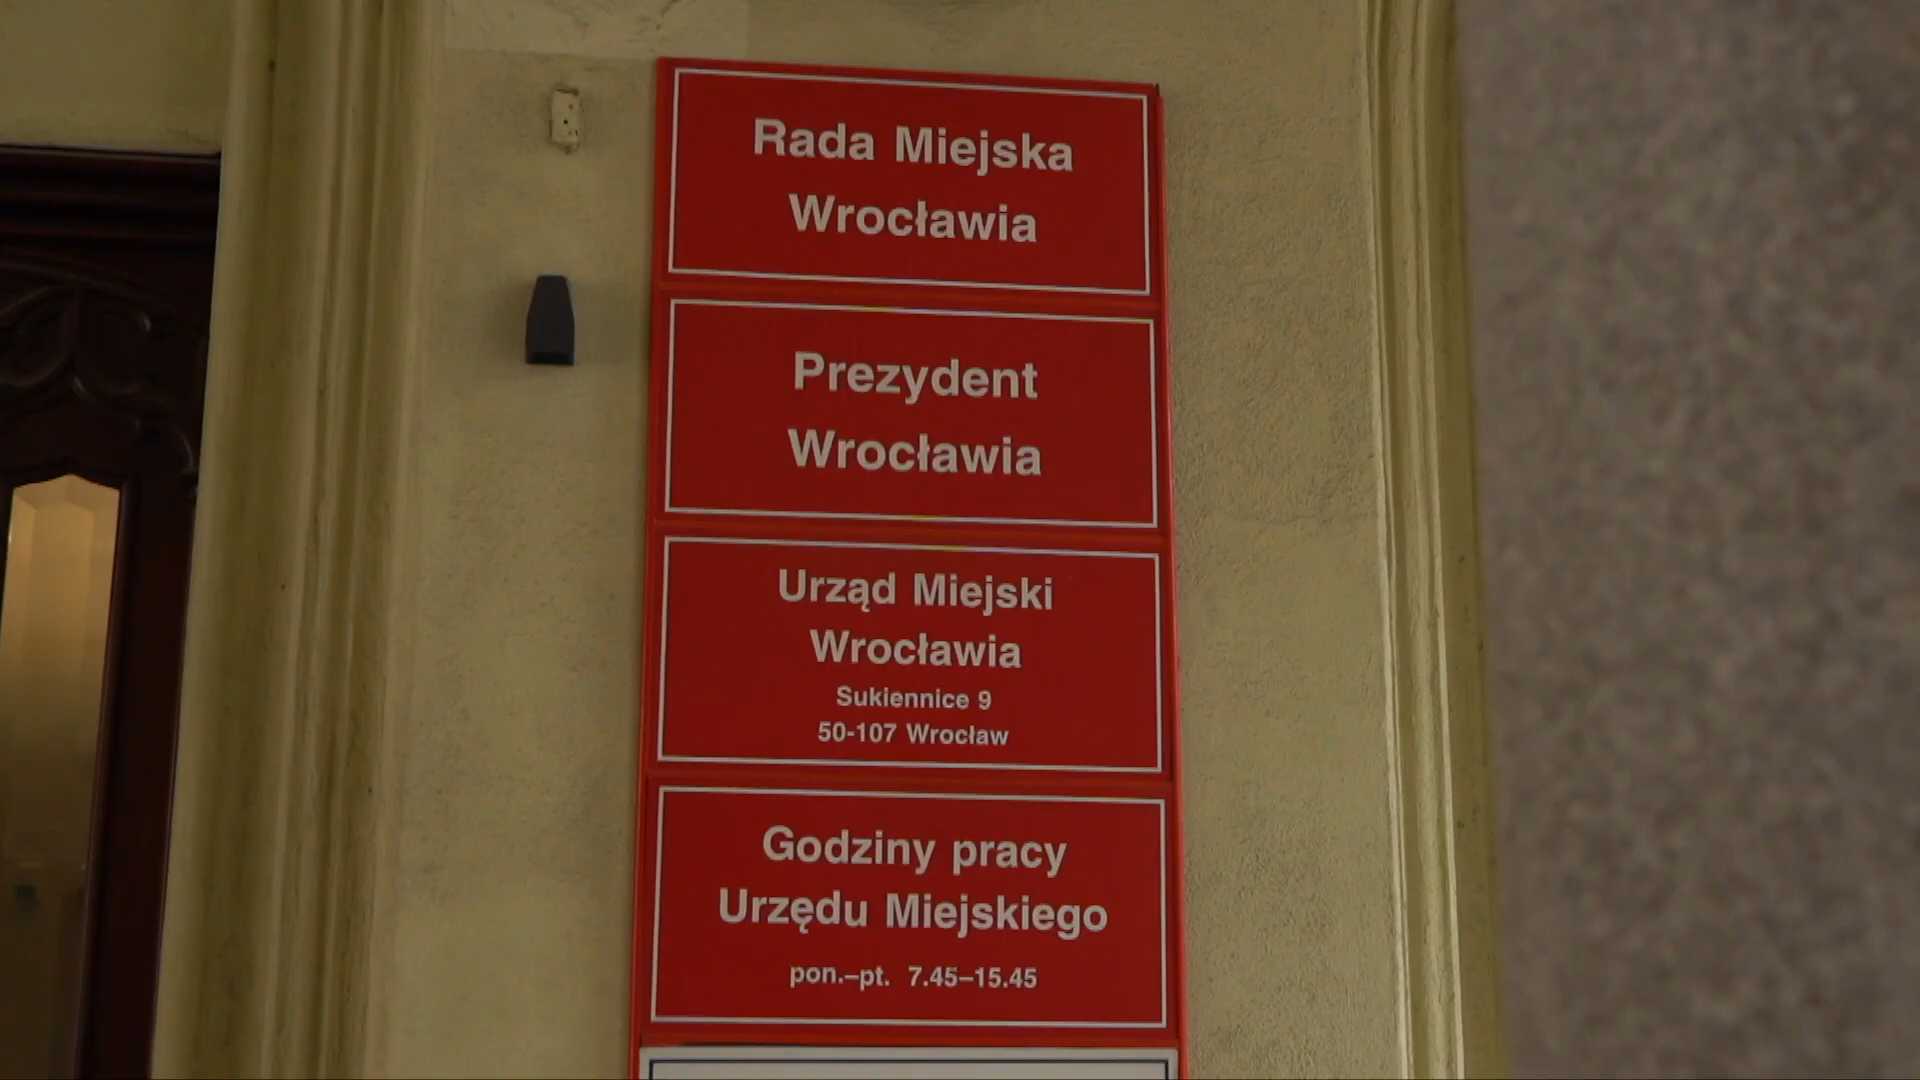 Rada Miejska
Wrocławia
Prezydent
Wrocławia
Urząd Miejski
Wrocławia
Sukiennice 9
50-107 Wrocław
Godziny pracy
Urzędu Miejskiego
pon.–pt. 7.45–15.45